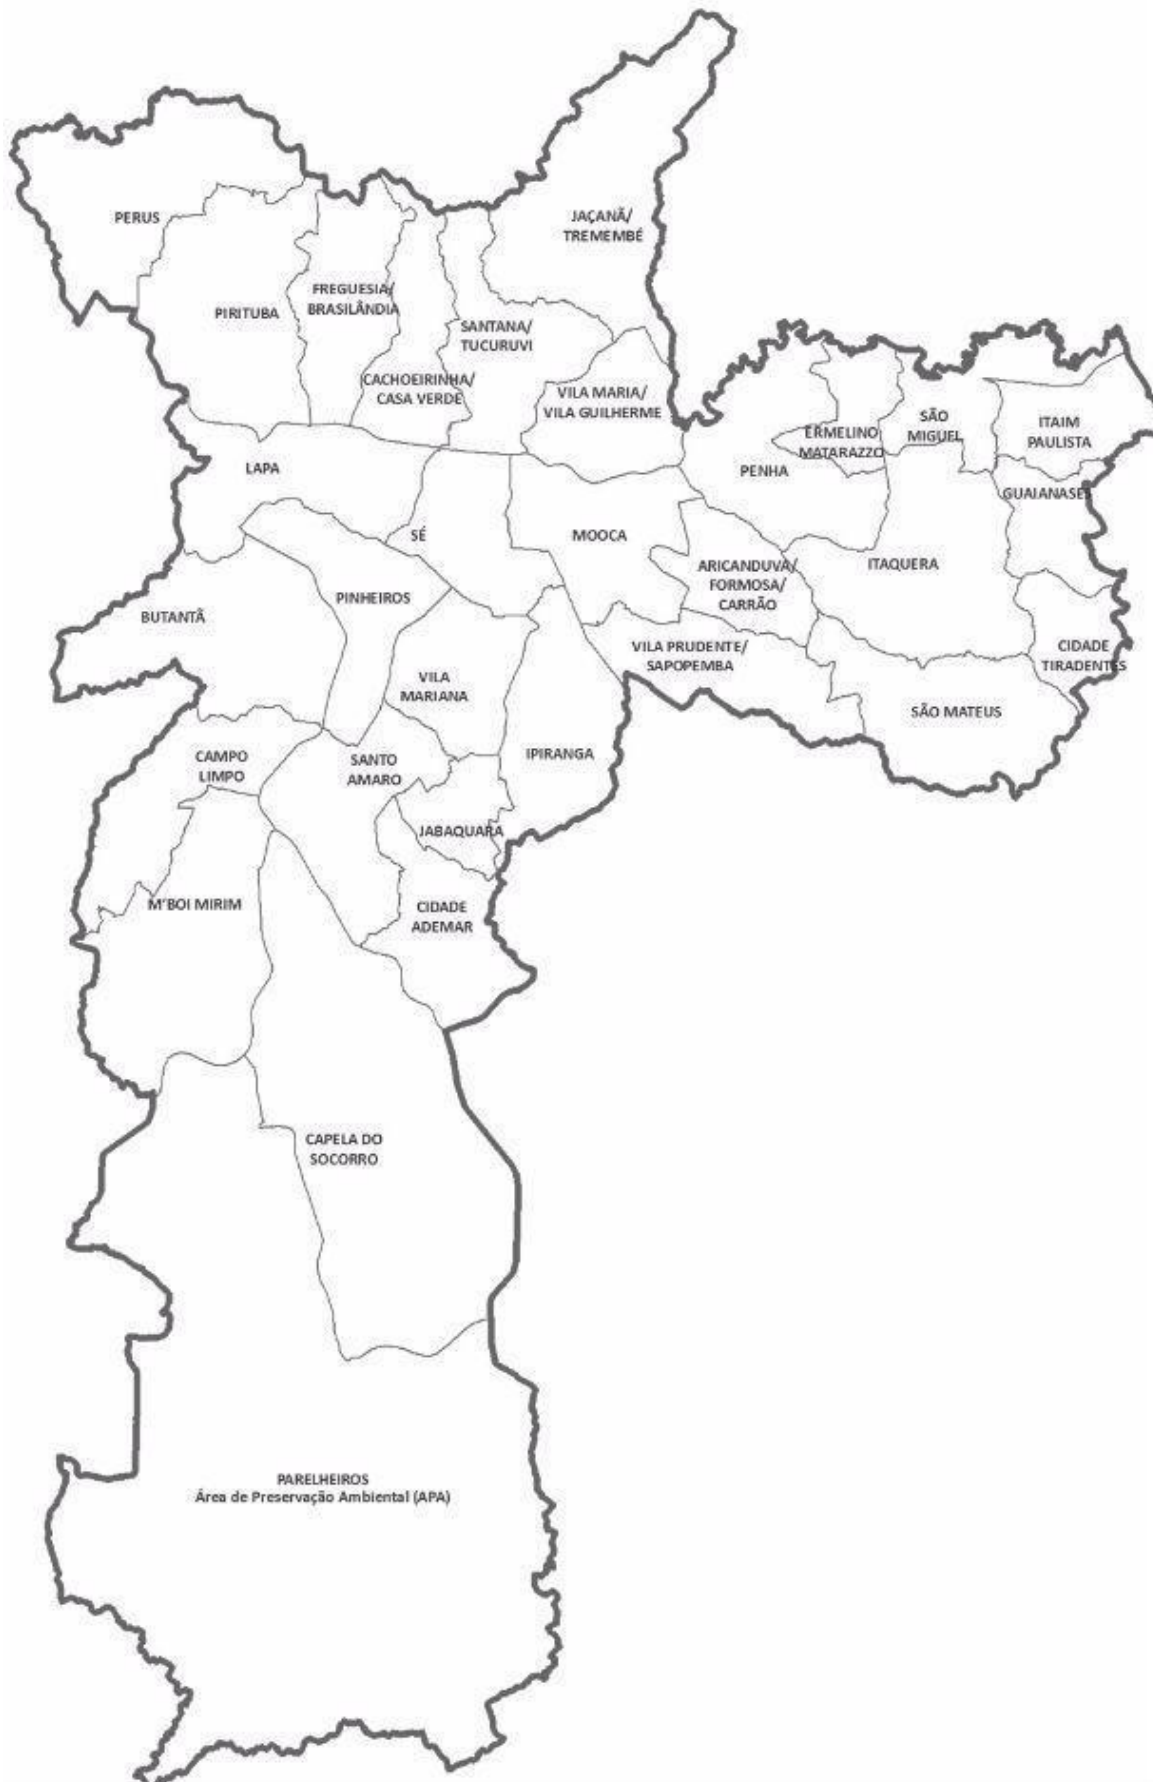 PERUS
JAÇANÃ/
TREMEMBÉ
PIRITUBA
FREGUESIA/
BRASILÂNDIA
SANTANA/
TUCURUVI
CACHOEIRINHA/
CASA VERDE
VILA MARIA/
VILA GUILHERME
LAPA
PENHA
ERMELINO
MATARAZZO
SÃO
MIGUEL
ITAIM
PAULISTA
GUAIANASES
SÉ
MOOCA
ARICANDUVA/
FORMOSA/
CARRÃO
ITAQUERA
BUTANTÃ
PINHEIROS
VILA PRUDENTE/
SAPOPEMBA
CIDADE
TIRADENTES
VILA
MARIANA
SÃO MATEUS
CAMPO
LIMPO
SANTO
AMARO
IPIRANGA
JABAQUARA
M'BOI MIRIM
CIDADE
ADEMAR
CAPELA DO
SOCORRO
PARELHEIROS
Área de Preservação Ambiental (APA)